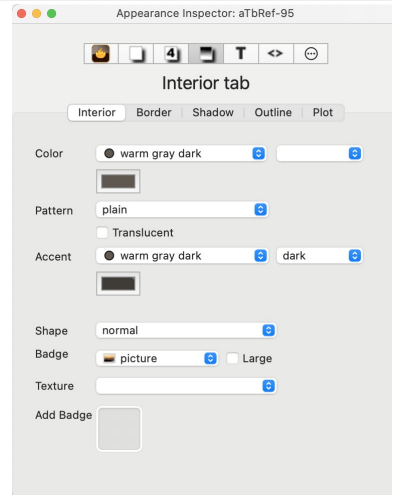 Appearance Inspector: aTbRef-95
4 T <>
Interior tab
Interior Border Shadow Outline Plot
Color warm gray dark
Pattern plain
Translucent
Accent warm gray dark dark
Shape normal
Badge picture Large
Texture
Add Badge